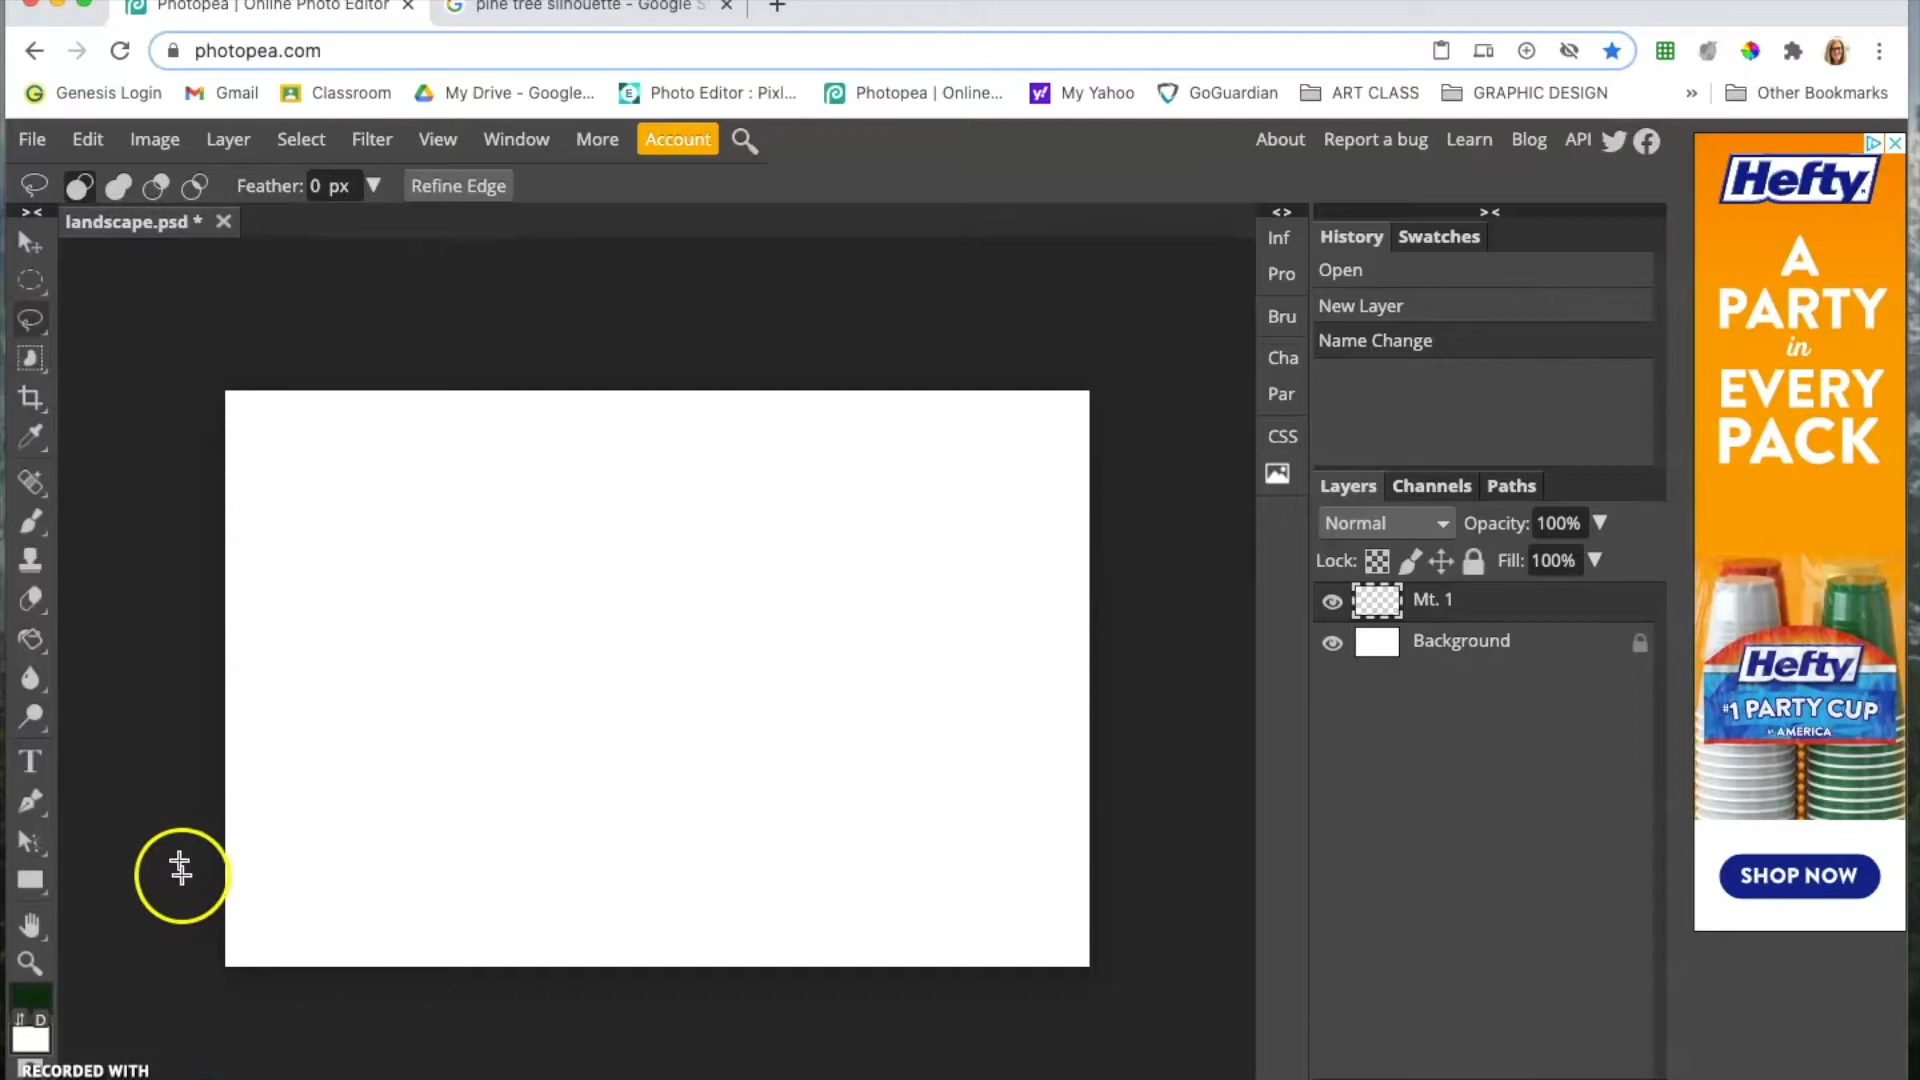 Photopea | Online Photo Editor
pine tree silhouette - Google S
photopea.com
Genesis Login
Gmail
Classroom
My Drive - Google...
Photo Editor : Pixl...
Photopea | Online...
My Yahoo
GoGuardian
ART CLASS
GRAPHIC DESIGN
»
Other Bookmarks
File
Edit
Image
Layer
Select
Filter
View
Window
More
Account
About
Report a bug
Learn
Blog
API
Feather: 0 px
Refine Edge
> <
landscape.psd *
< >
> <
Inf
Pro
Bru
Cha
Par
CSS
History
Swatches
Open
New Layer
Name Change
Layers
Channels
Paths
Normal
Opacity: 100%
Lock:
Fill: 100%
Mt. 1
Background
D
RECORDED WITH
Hefty
A
PARTY
in
EVERY
PACK
Hefty
#1 PARTY CUP
IN AMERICA
SHOP NOW